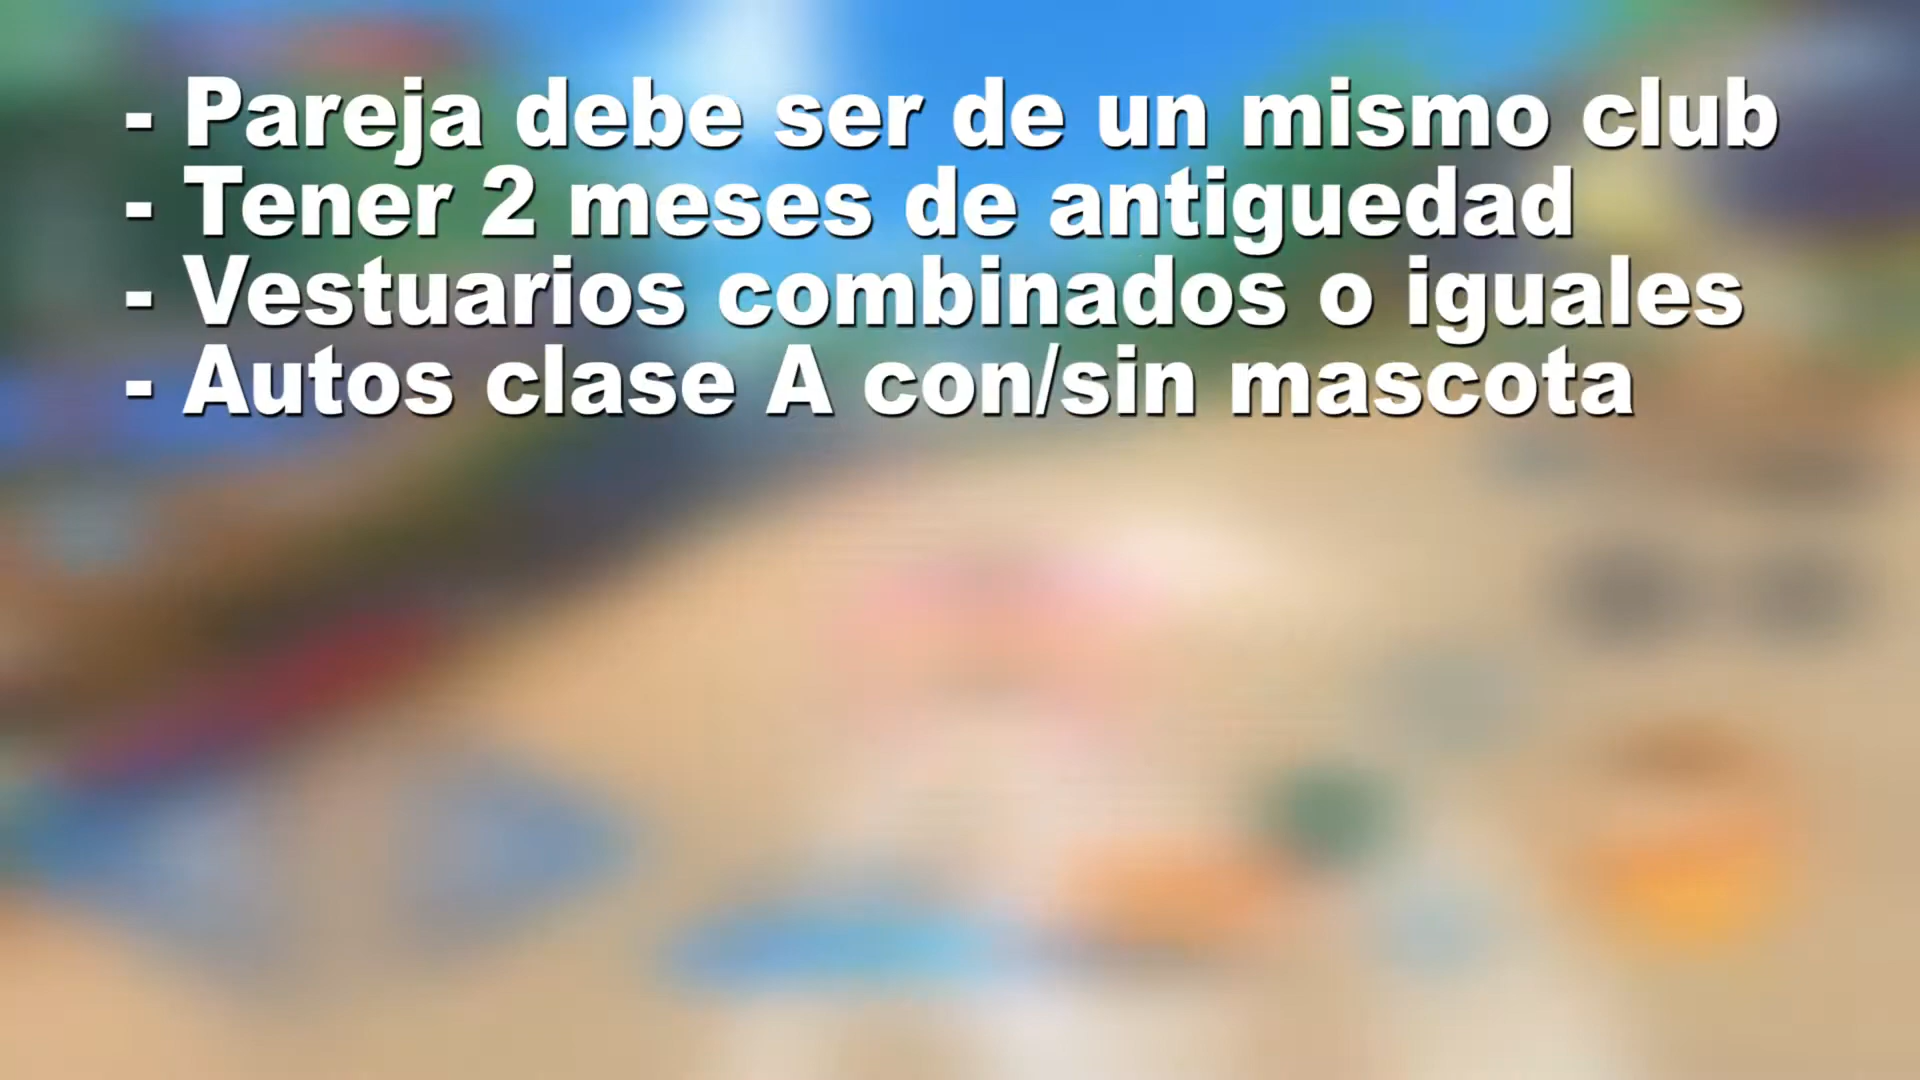 - Pareja debe ser de un mismo club
- Tener 2 meses de antiguedad
- Vestuarios combinados o iguales
- Autos clase A con/sin mascota